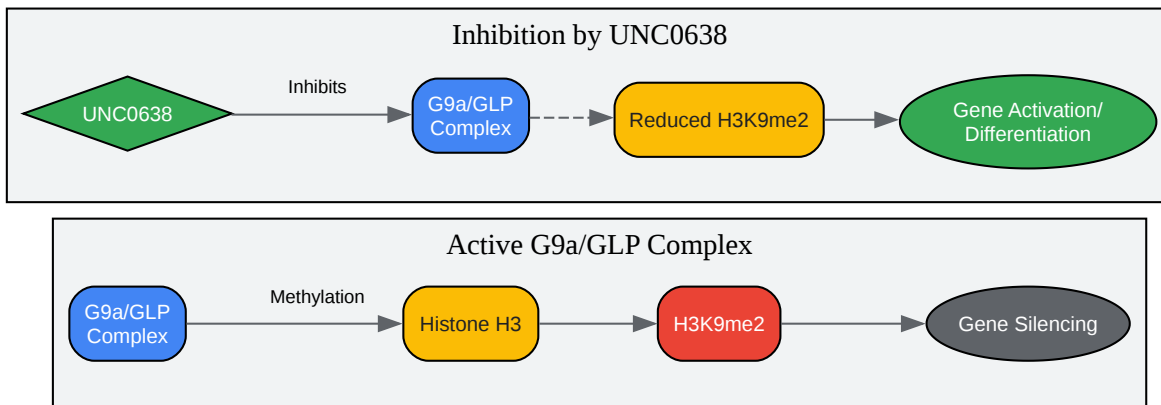 Inhibition by UNC0638
UNC0638
Inhibits
G9a/GLP
Complex
Reduced H3K9me2
Gene Activation/
Differentiation
Active G9a/GLP Complex
G9a/GLP
Complex
Methylation
Histone H3
H3K9me2
Gene Silencing